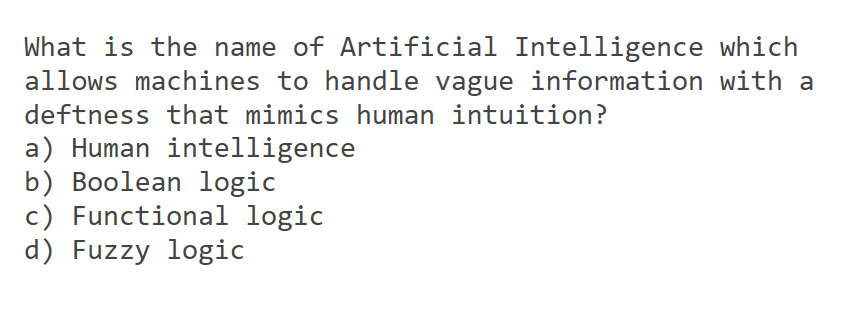 What is the name of Artificial Intelligence which
allows machines to handle vague information with a
deftness that mimics human intuition?
a) Human intelligence
b) Boolean logic
c) Functional logic
d) Fuzzy logic